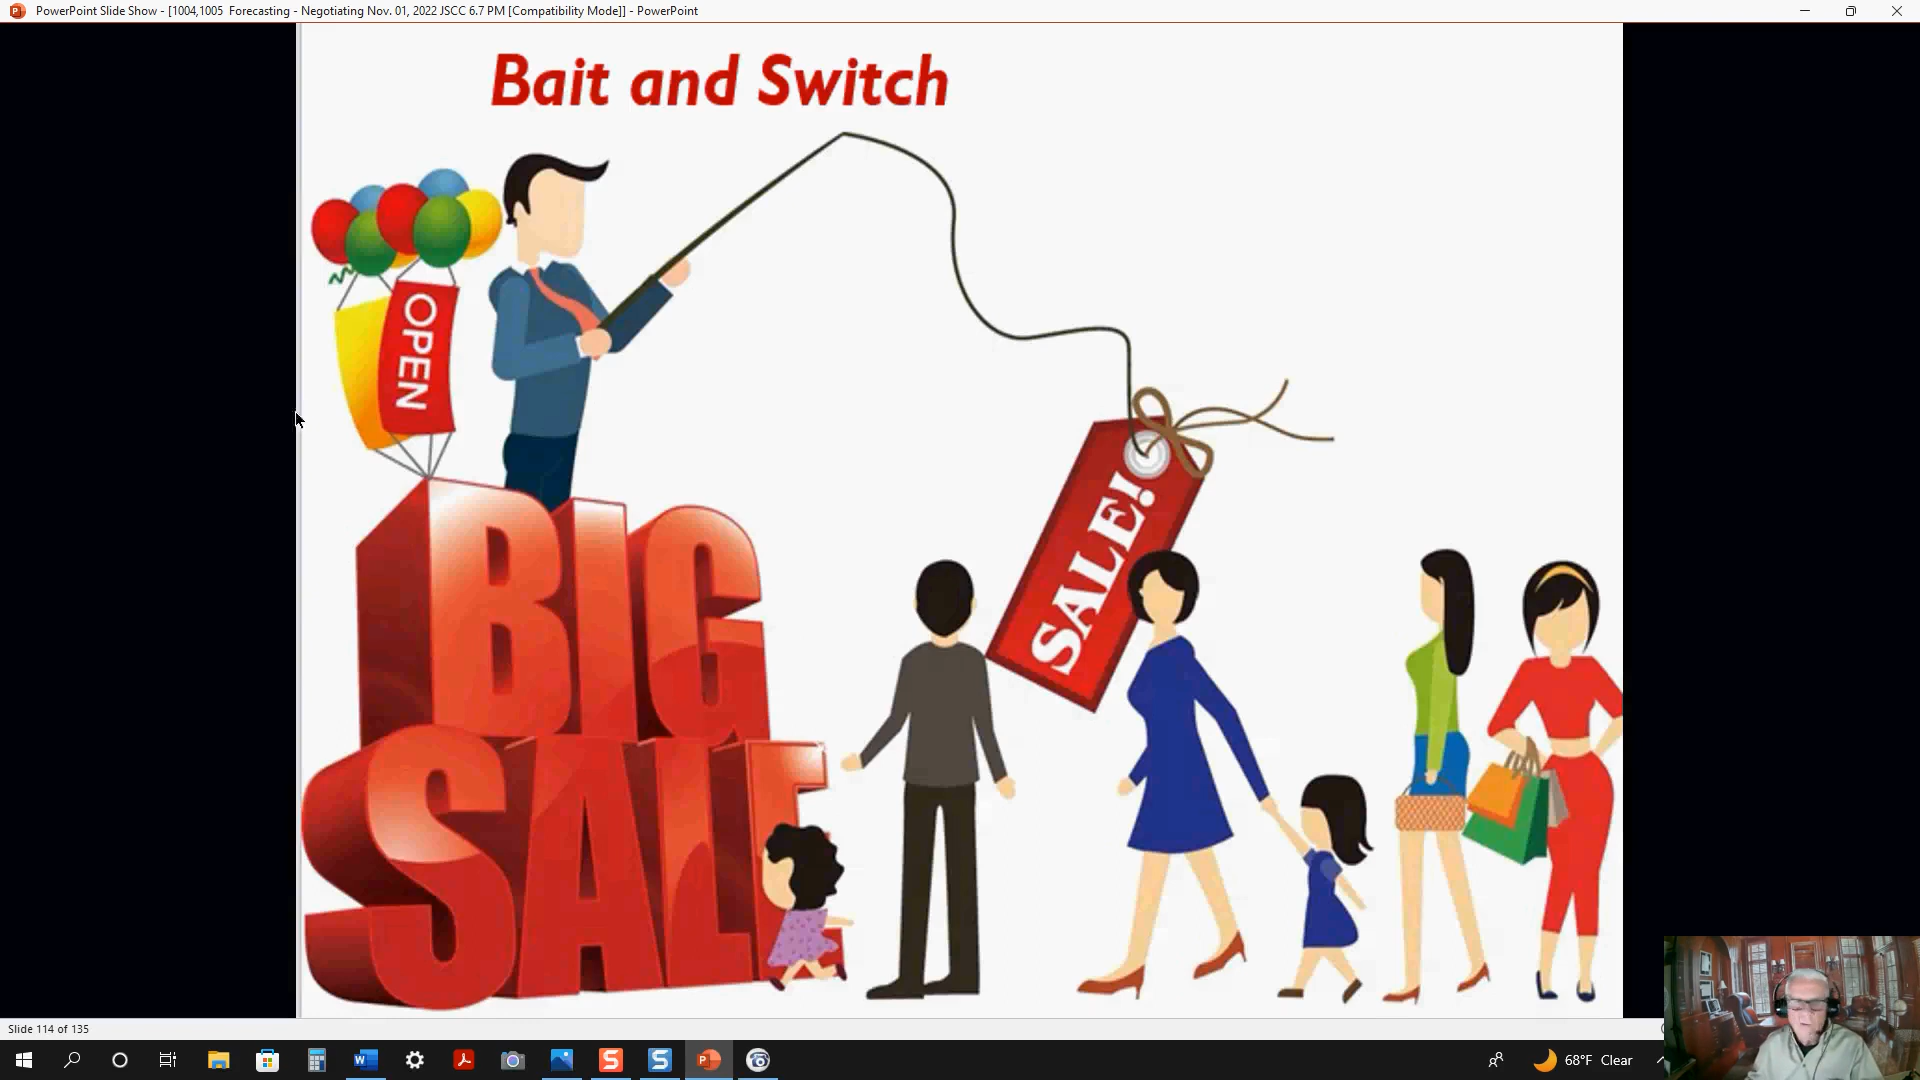 PowerPoint Slide Show - [1004,1005  Forecasting - Negotiating Nov. 01, 2022 JSCC 6.7 PM [Compatibility Mode]] - PowerPoint
Bait and Switch
OPEN
SALE!
BIG
SALE
Slide 114 of 135
68°F Clear